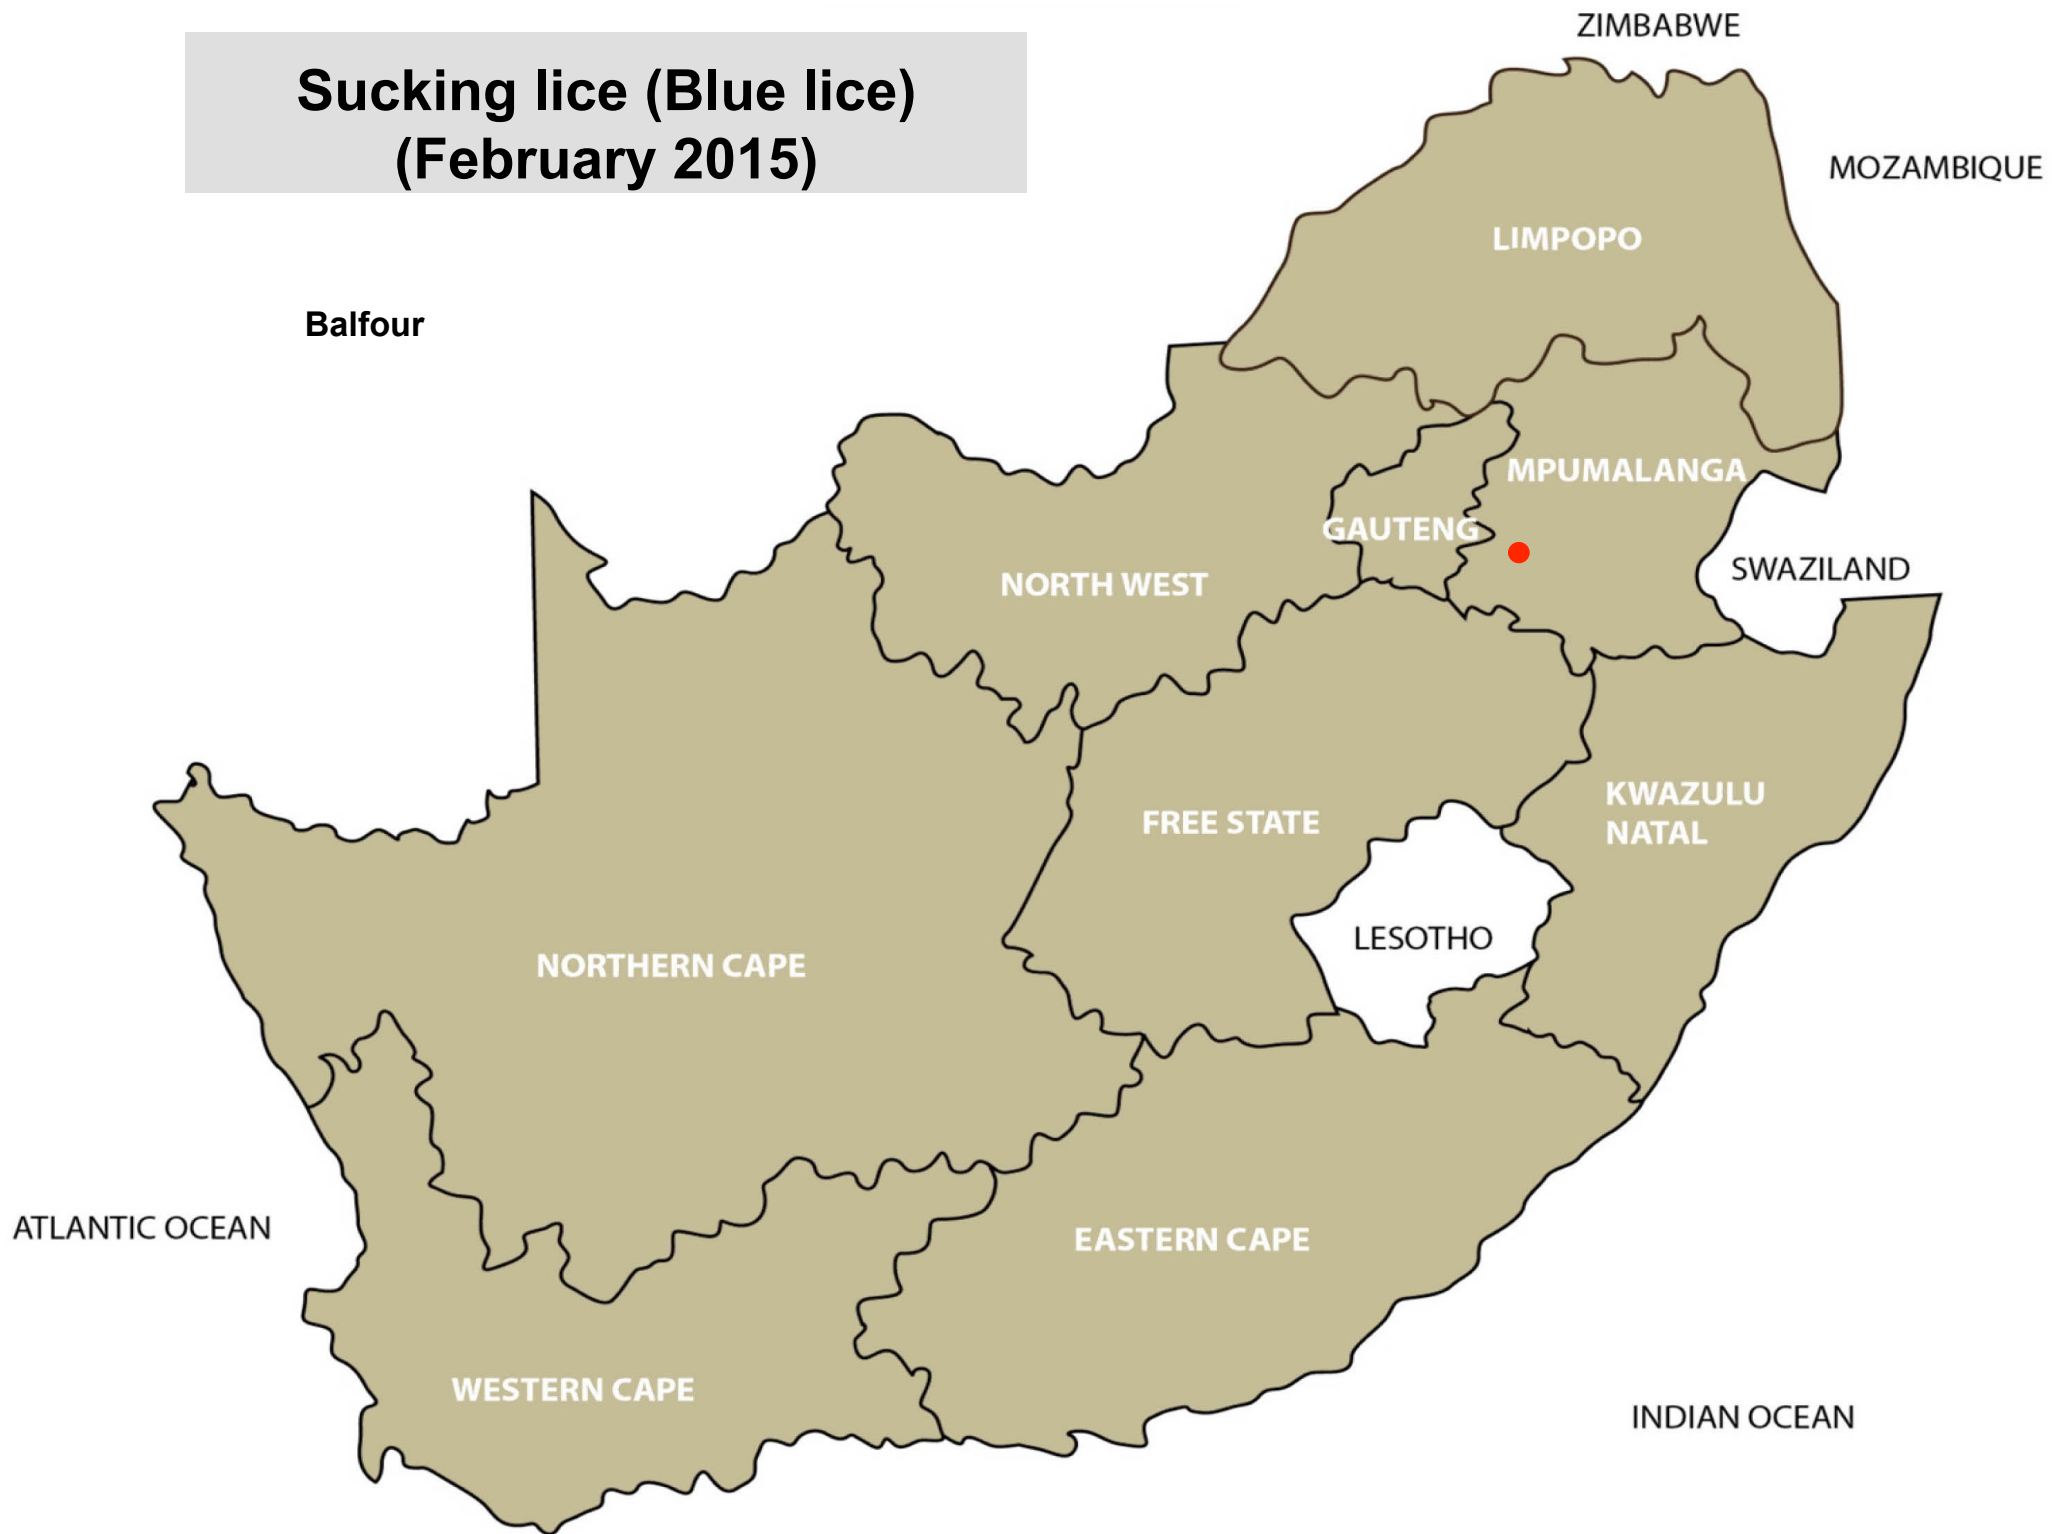 Sucking lice (Blue lice)
(February 2015)
ZIMBABWE
MOZAMBIQUE
LIMPOPO
Balfour
MPUMALANGA
GAUTENG
SWAZILAND
NORTH WEST
KWAZULU
NATAL
FREE STATE
LESOTHO
NORTHERN CAPE
ATLANTIC OCEAN
EASTERN CAPE
WESTERN CAPE
INDIAN OCEAN